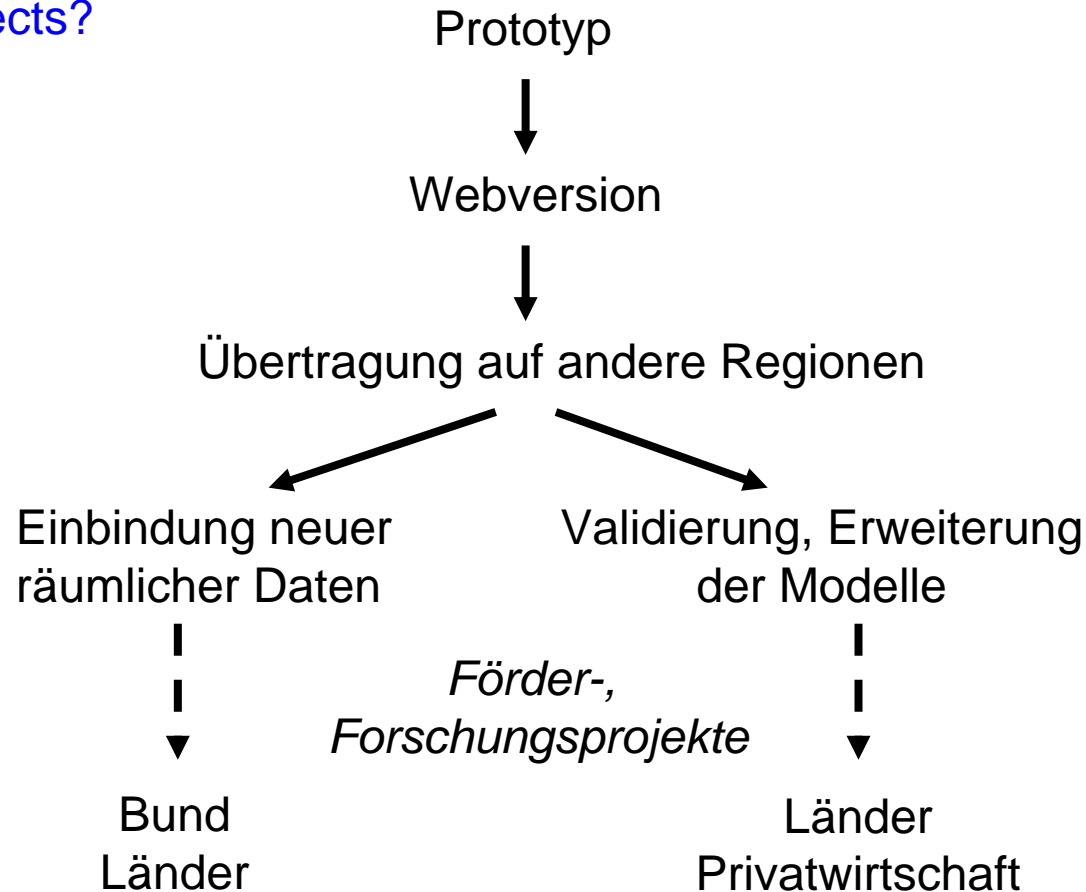 ects?
Prototyp
Webversion
Übertragung auf andere Regionen
Einbindung neuer
räumlicher Daten
Validierung, Erweiterung
der Modelle
Förder-,
Forschungsprojekte
Bund
Länder
Länder
Privatwirtschaft